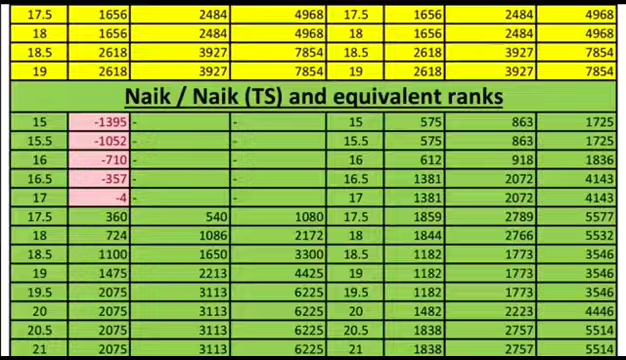 17.5 1656 2484 4968 17.5 1656 2484 4968
18 1656 2484 4968 18 1656 2484 4968
18.5 2618 3927 7854 18.5 2618 3927 7854
19 2618 3927 7854 19 2618 3927 7854
Naik / Naik (TS) and equivalent ranks
15 -1395 - - 15 575 863 1725
15.5 -1052 - - 15.5 575 863 1725
16 -710 - - 16 612 918 1836
16.5 -357 - - 16.5 1381 2072 4143
17 -4 - - 17 1381 2072 4143
17.5 360 540 1080 17.5 1859 2789 5577
18 724 1086 2172 18 1844 2766 5532
18.5 1100 1650 3300 18.5 1182 1773 3546
19 1475 2213 4425 19 1182 1773 3546
19.5 2075 3113 6225 19.5 1182 1773 3546
20 2075 3113 6225 20 1482 2223 4446
20.5 2075 3113 6225 20.5 1838 2757 5514
21 2075 3113 6225 21 1838 2757 5514